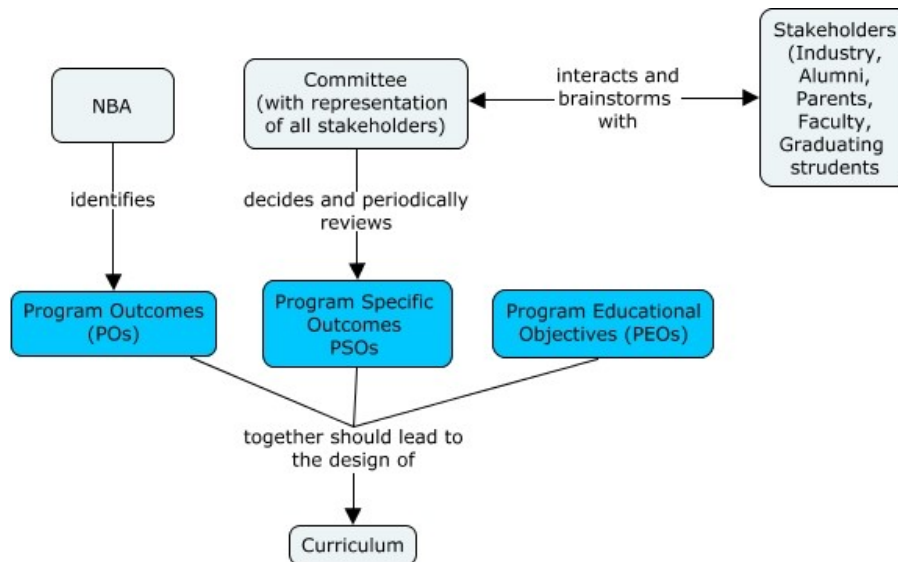 NBA
Committee
(with representation
of all stakeholders)
interacts and
brainstorms
with
Stakeholders
(Industry,
Alumni,
Parents,
Faculty,
Graduating
strudents
identifies
decides and periodically
reviews
Program Outcomes
(POs)
Program Specific
Outcomes
PSOs
Program Educational
Objectives (PEOs)
together should lead to
the design of
Curriculum